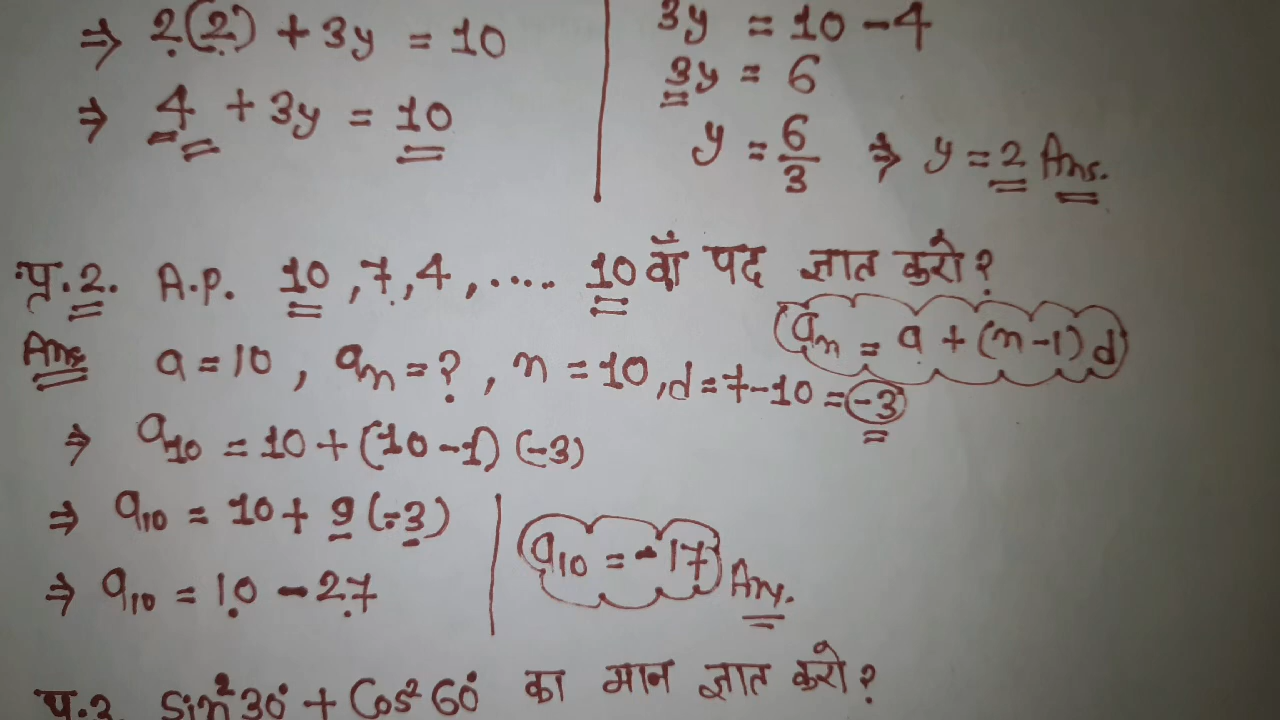 ⇒ 2(2) + 3y = 10
⇒ 4 + 3y = 10
3y = 10 - 4
3y = 6
y = 6/3 ⇒ y = 2 Ans.
प्र.2. A.P. 10, 7, 4, ..... 10 वाँ पद ज्ञात करो?
(aₙ = a + (n-1)d)
Ans a = 10, aₙ = ?, n = 10, d = 7-10 = -3
⇒ a₁₀ = 10 + (10-1) (-3)
⇒ a₁₀ = 10 + 9 (-3)
⇒ a₁₀ = 10 - 27
a₁₀ = -17 Ans.
प्र.3. Sin²30° + Cos²60° का मान ज्ञात करो?